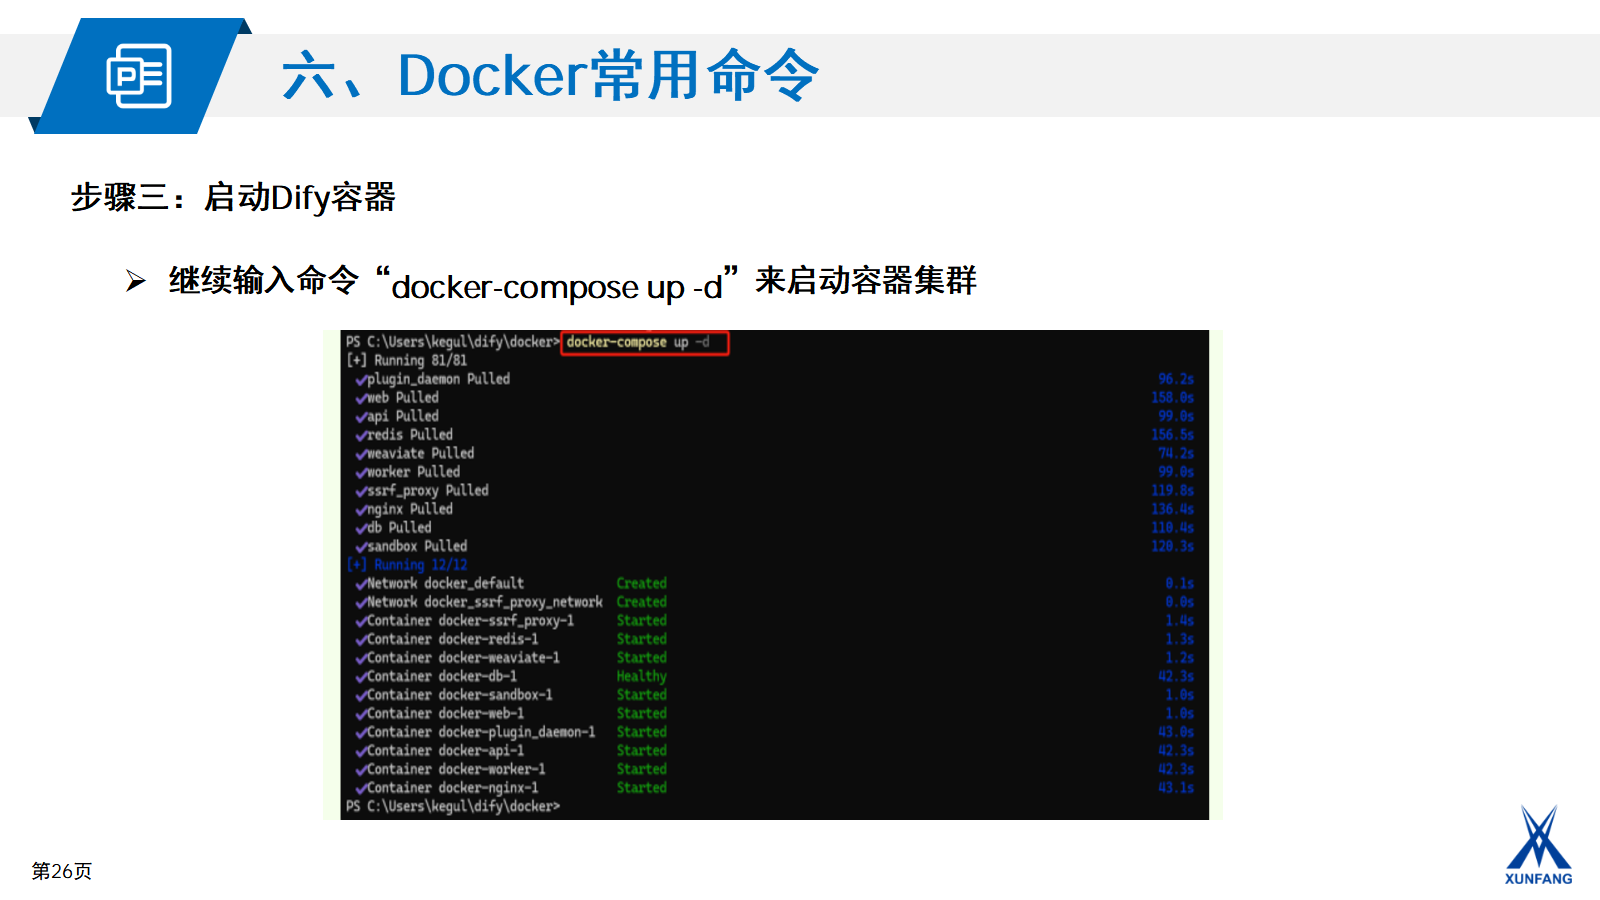 六、Docker常用命令
步骤三：启动Dify容器
➢ 继续输入命令“docker-compose up -d”来启动容器集群
PS C:\Users\kegul\dify\docker> docker-compose up -d
[+] Running 81/81
✔plugin_daemon Pulled 96.2s
✔web Pulled 158.0s
✔api Pulled 99.0s
✔redis Pulled 156.5s
✔weaviate Pulled 74.2s
✔worker Pulled 99.0s
✔ssrf_proxy Pulled 119.8s
✔nginx Pulled 136.4s
✔db Pulled 110.4s
✔sandbox Pulled 120.3s
[+] Running 12/12
✔Network docker_default Created 0.1s
✔Network docker_ssrf_proxy_network Created 0.0s
✔Container docker-ssrf_proxy-1 Started 1.4s
✔Container docker-redis-1 Started 1.3s
✔Container docker-weaviate-1 Started 1.2s
✔Container docker-db-1 Healthy 42.3s
✔Container docker-sandbox-1 Started 1.0s
✔Container docker-web-1 Started 1.0s
✔Container docker-plugin_daemon-1 Started 43.0s
✔Container docker-api-1 Started 42.3s
✔Container docker-worker-1 Started 42.3s
✔Container docker-nginx-1 Started 43.1s
PS C:\Users\kegul\dify\docker>
第26页
XUNFANG